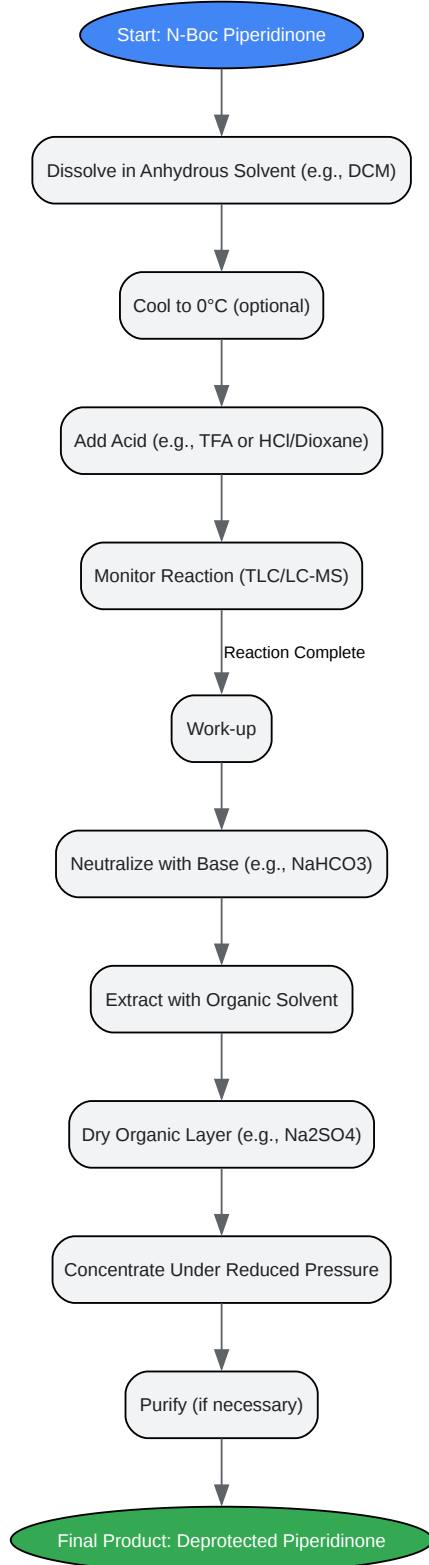 Start: N-Boc Piperidinone
Dissolve in Anhydrous Solvent (e.g., DCM)
Cool to 0°C (optional)
Add Acid (e.g., TFA or HCl/Dioxane)
Monitor Reaction (TLC/LC-MS)
Reaction Complete
Work-up
Neutralize with Base (e.g., NaHCO3)
Extract with Organic Solvent
Dry Organic Layer (e.g., Na2SO4)
Concentrate Under Reduced Pressure
Purify (if necessary)
Final Product: Deprotected Piperidinone